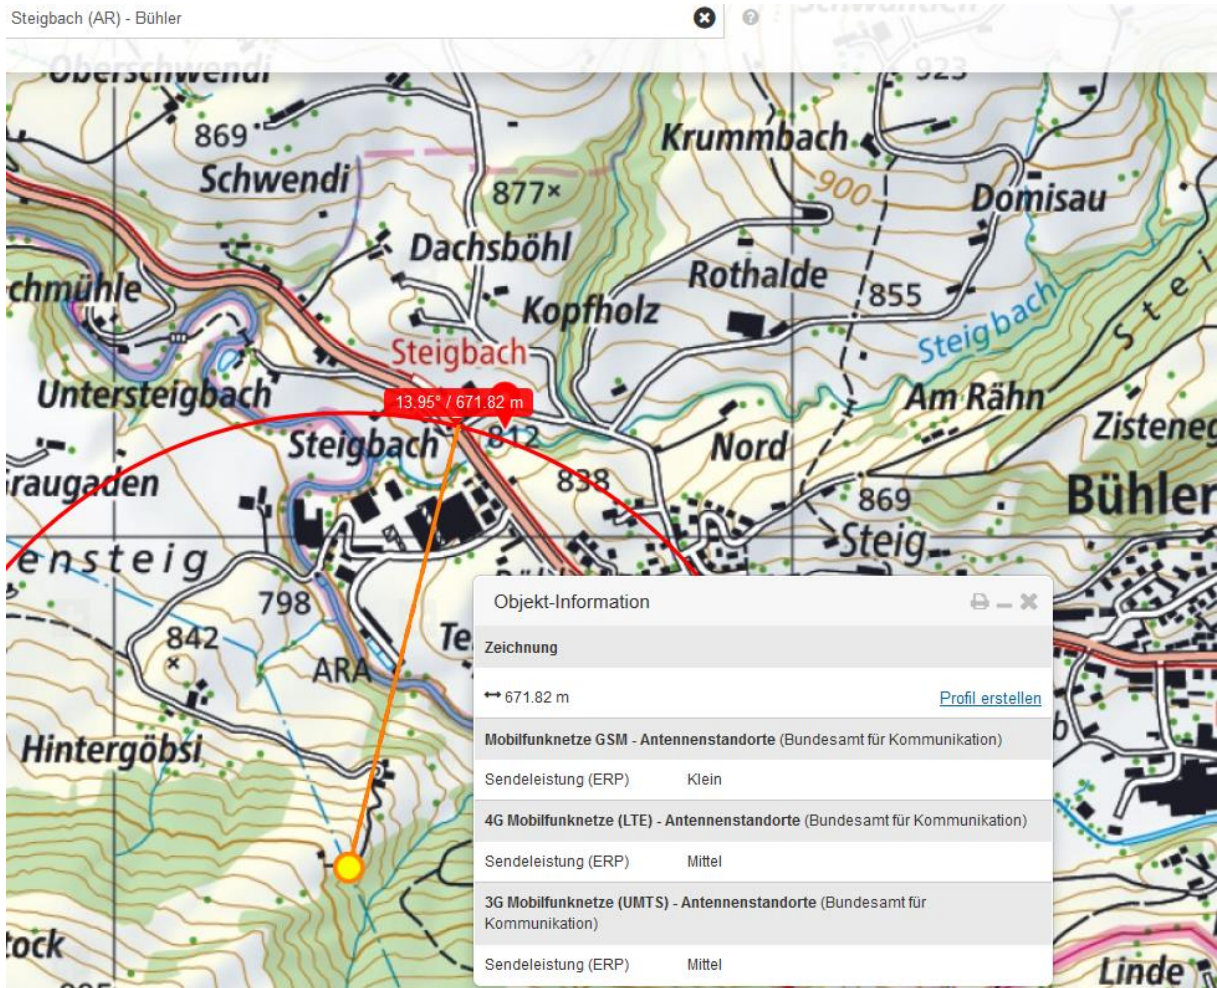 Steigbach (AR) - Bühler
?
Oberschwendi
923
869
Krummbach
Schwendi
877
900
Domisau
Dachsböhl
Rothalde
855
chmühle
Kopfholz
Steigbach
Stei
Steigbach
Untersteigbach
13.95° / 671.82 m
Am Rähn
Steigbach
812
Nord
Zisteneg
raugaden
838
869
Bühler
ensteig
Steig
798
Objekt-Information
842
Te
Zeichnung
ARA
671.82 m
Profil erstellen
Hintergöbsi
Mobilfunknetze GSM - Antennenstandorte (Bundesamt für Kommunikation)
Sendeleistung (ERP) Klein
4G Mobilfunknetze (LTE) - Antennenstandorte (Bundesamt für Kommunikation)
Sendeleistung (ERP) Mittel
3G Mobilfunknetze (UMTS) - Antennenstandorte (Bundesamt für
Kommunikation)
tock
Sendeleistung (ERP) Mittel
Linde